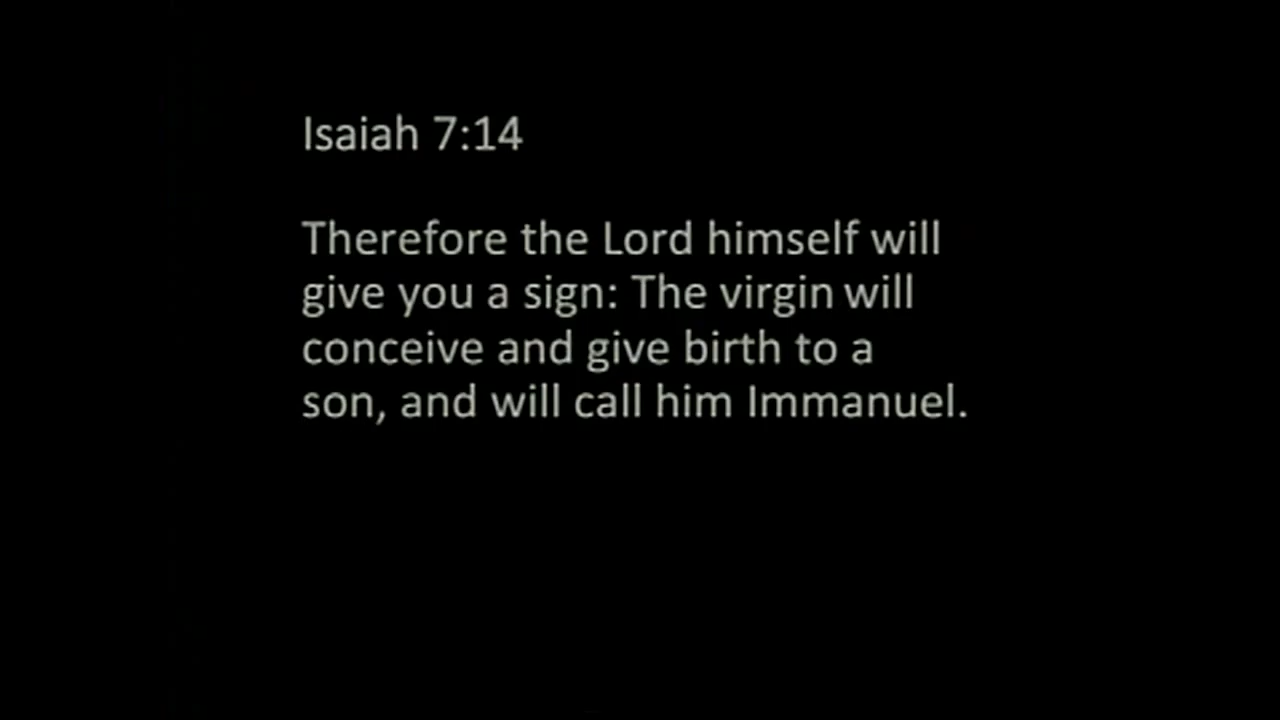 Isaiah 7:14
Therefore the Lord himself will
give you a sign: The virgin will
conceive and give birth to a
son, and will call him Immanuel.